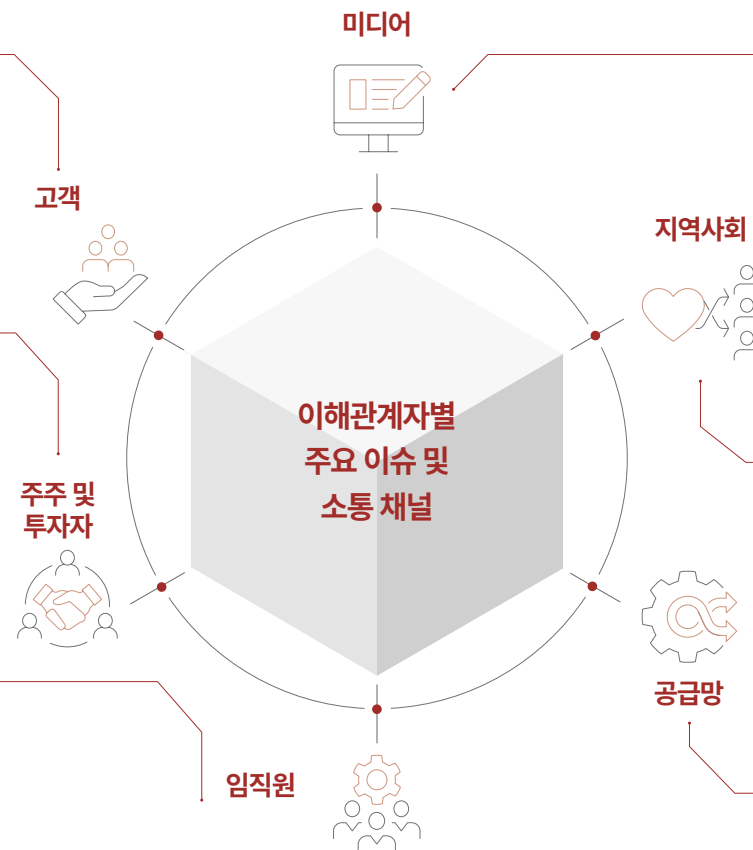 미디어
고객
지역사회
이해관계자별
주요 이슈 및
소통 채널
주주 및
투자자
공급망
임직원